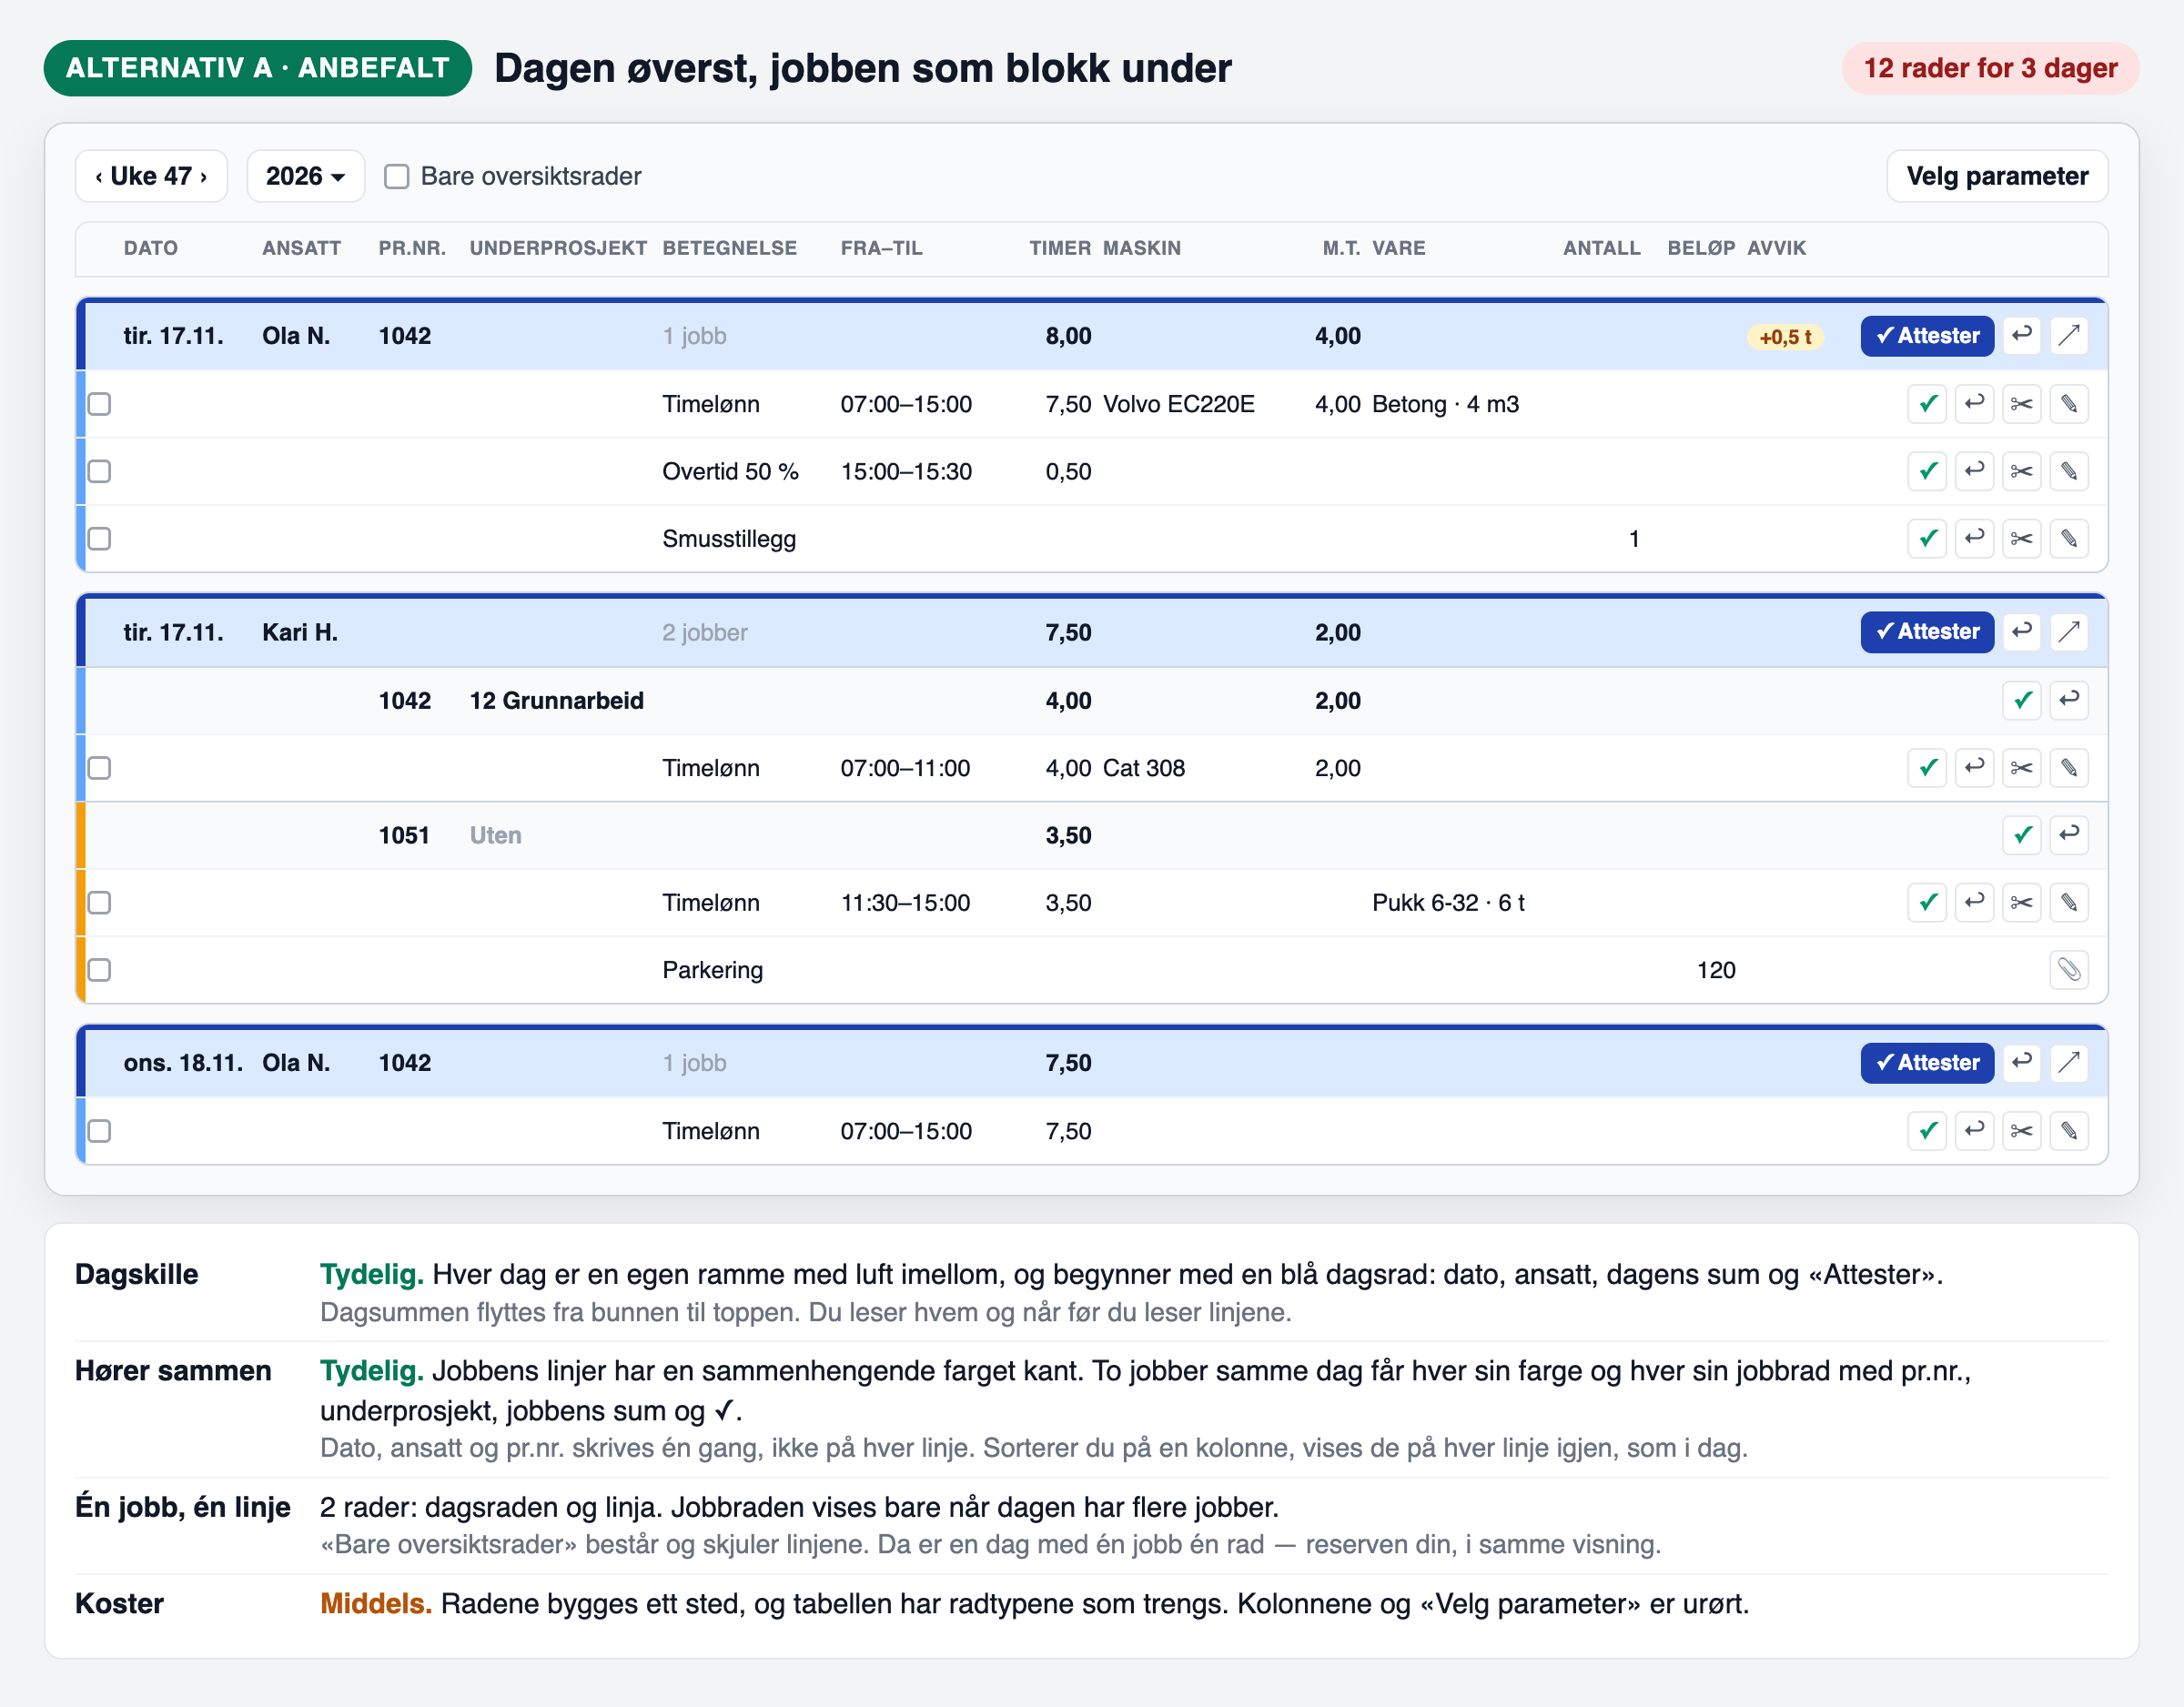 ALTERNATIV A · ANBEFALT Dagen øverst, jobben som blokk under 12 rader for 3 dager
‹ Uke 47 › 2026 Bare oversiktsrader Velg parameter
DATO ANSATT PR.NR. UNDERPROSJEKT BETEGNELSE FRA–TIL TIMER MASKIN M.T. VARE ANTALL BELØP AVVIK
tir. 17.11. Ola N. 1042 1 jobb 8,00 4,00 +0,5 t ✓ Attester
Timelønn 07:00–15:00 7,50 Volvo EC220E 4,00 Betong · 4 m3
Overtid 50 % 15:00–15:30 0,50
Smusstillegg 1
tir. 17.11. Kari H. 2 jobber 7,50 2,00 ✓ Attester
1042 12 Grunnarbeid 4,00 2,00
Timelønn 07:00–11:00 4,00 Cat 308 2,00
1051 Uten 3,50
Timelønn 11:30–15:00 3,50 Pukk 6-32 · 6 t
Parkering 120
ons. 18.11. Ola N. 1042 1 jobb 7,50 ✓ Attester
Timelønn 07:00–15:00 7,50
Dagskille Tydelig. Hver dag er en egen ramme med luft imellom, og begynner med en blå dagsrad: dato, ansatt, dagens sum og «Attester».
Dagsummen flyttes fra bunnen til toppen. Du leser hvem og når før du leser linjene.
Hører sammen Tydelig. Jobbens linjer har en sammenhengende farget kant. To jobber samme dag får hver sin farge og hver sin jobbrad med pr.nr.,
underprosjekt, jobbens sum og ✓.
Dato, ansatt og pr.nr. skrives én gang, ikke på hver linje. Sorterer du på en kolonne, vises de på hver linje igjen, som i dag.
Én jobb, én linje 2 rader: dagsraden og linja. Jobbraden vises bare når dagen har flere jobber.
«Bare oversiktsrader» består og skjuler linjene. Da er en dag med én jobb én rad — reserven din, i samme visning.
Koster Middels. Radene bygges ett sted, og tabellen har radtypene som trengs. Kolonnene og «Velg parameter» er urørt.